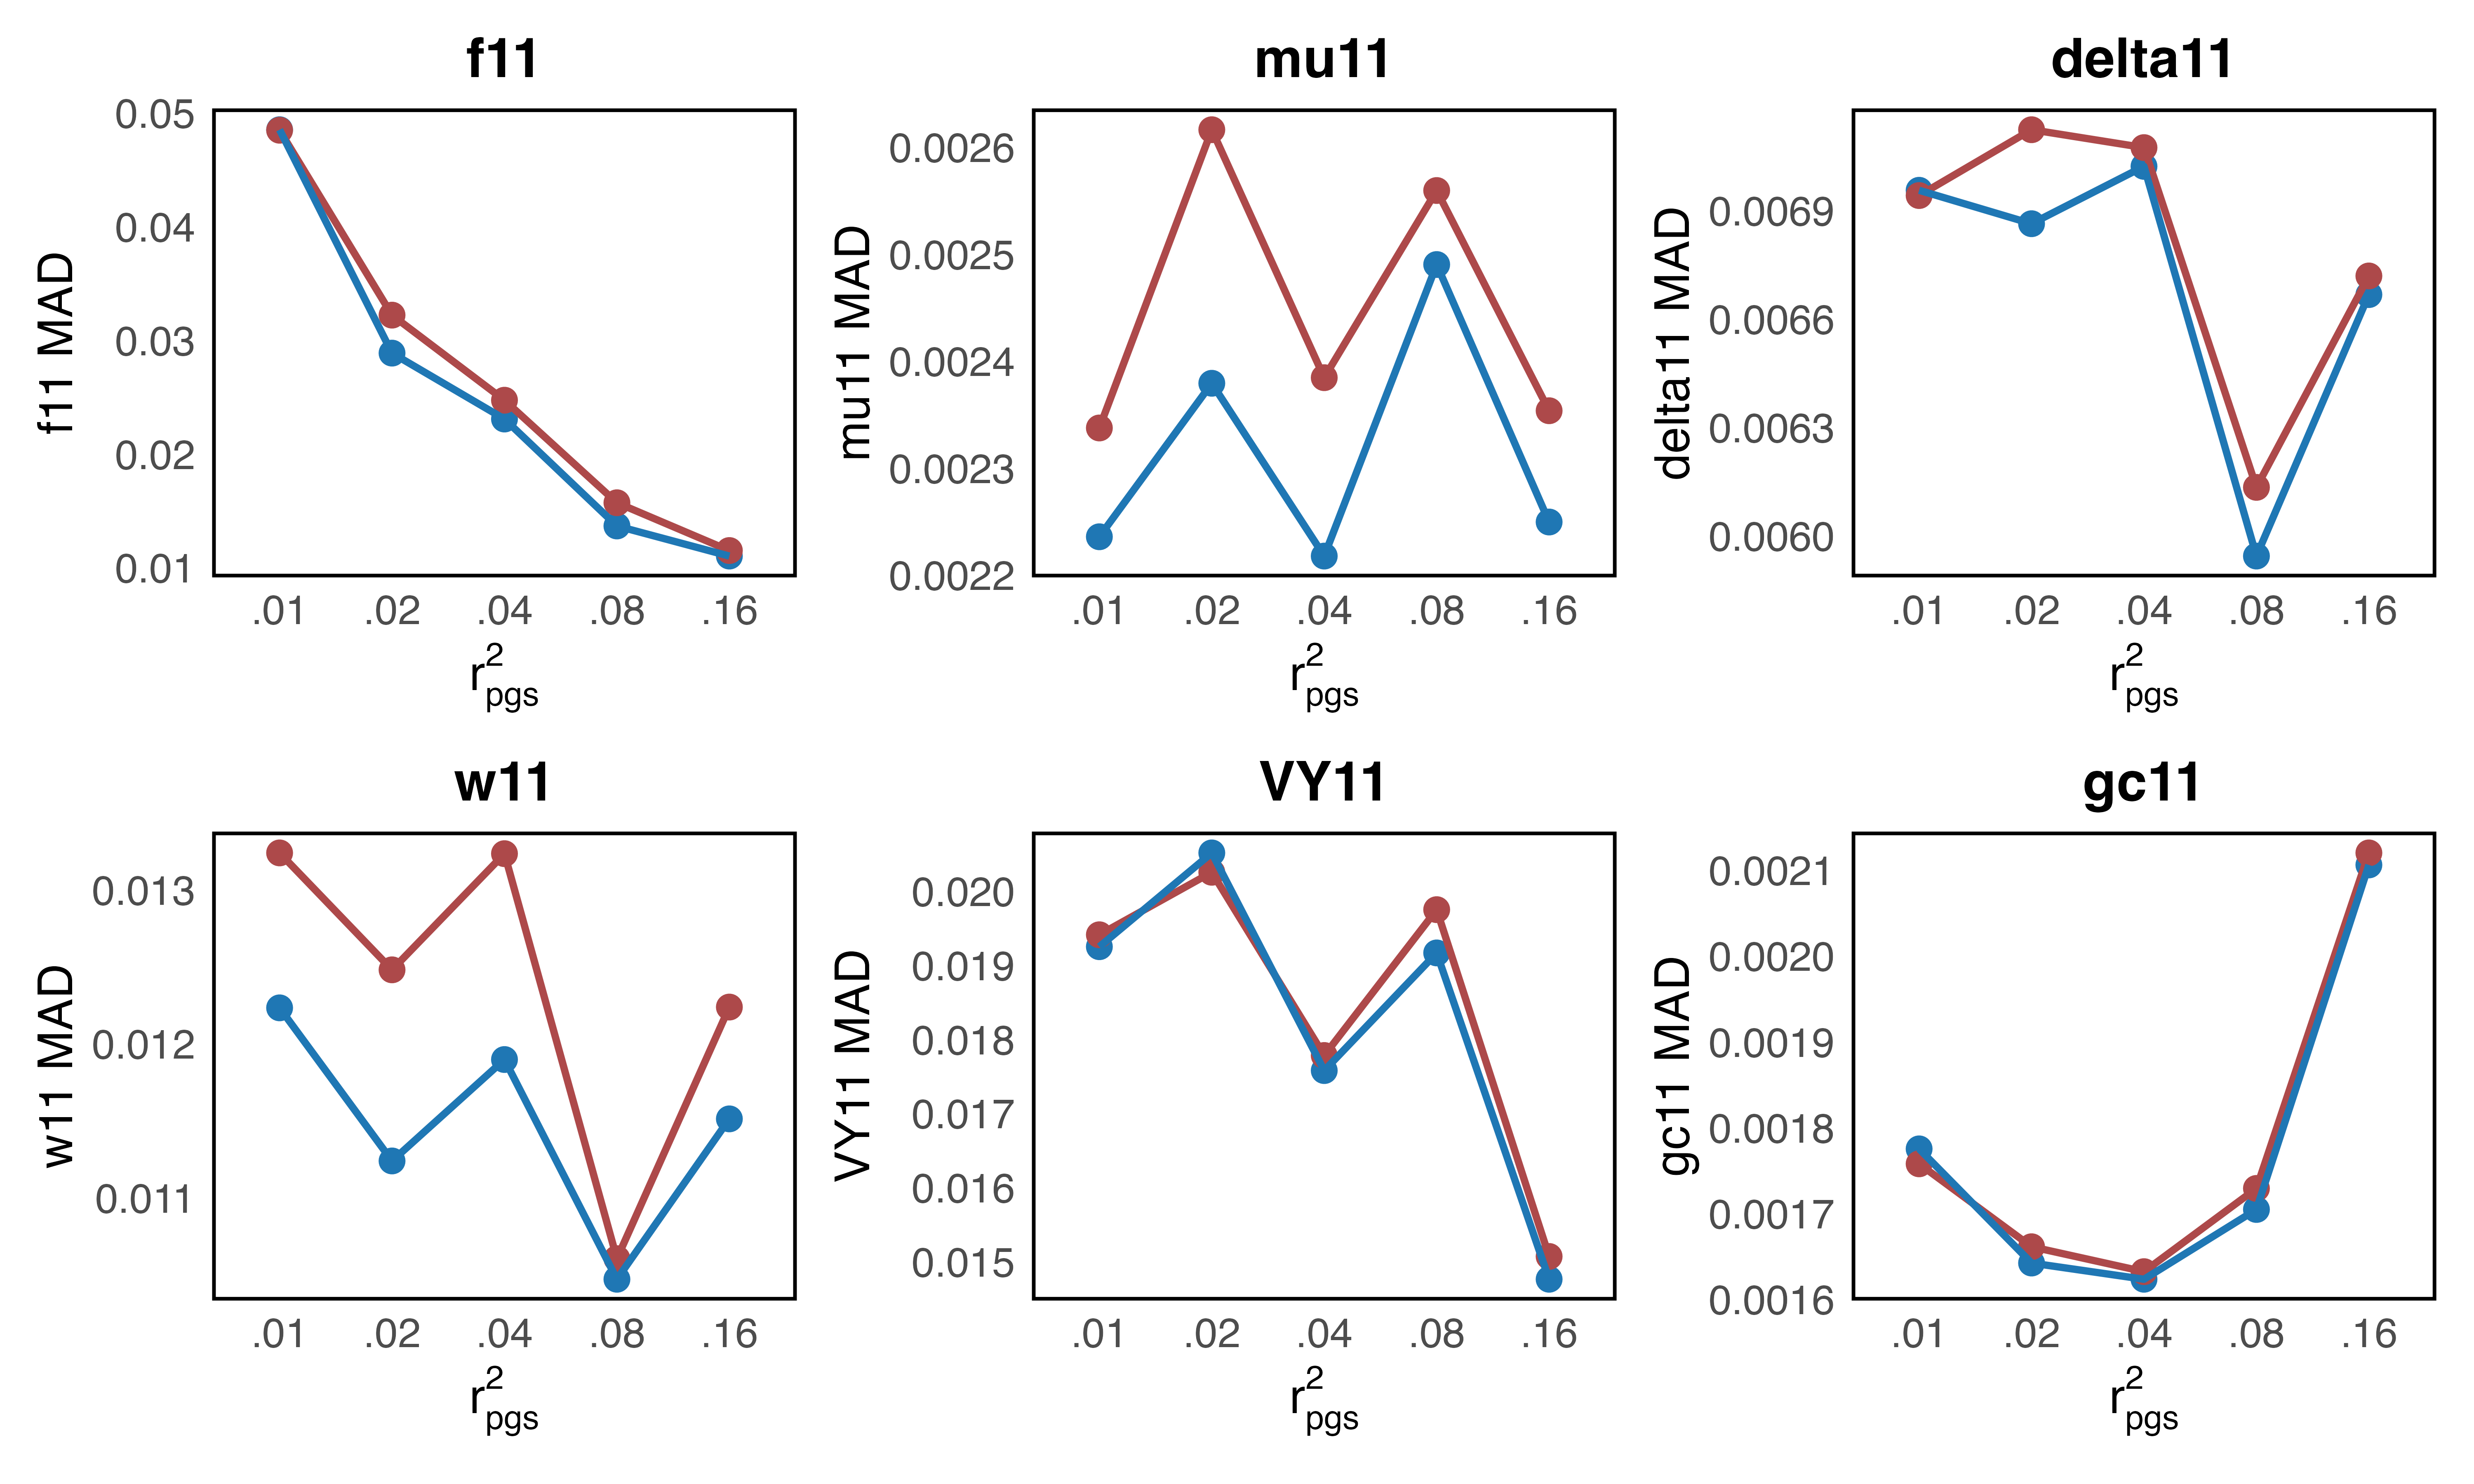 f11
f11 MAD
0.05
0.04
0.03
0.02
0.01
.01 .02 .04 .08 .16
r²pgs
mu11
mu11 MAD
0.0026
0.0025
0.0024
0.0023
0.0022
.01 .02 .04 .08 .16
r²pgs
delta11
delta11 MAD
0.0069
0.0066
0.0063
0.0060
.01 .02 .04 .08 .16
r²pgs
w11
w11 MAD
0.013
0.012
0.011
.01 .02 .04 .08 .16
r²pgs
VY11
VY11 MAD
0.020
0.019
0.018
0.017
0.016
0.015
.01 .02 .04 .08 .16
r²pgs
gc11
gc11 MAD
0.0021
0.0020
0.0019
0.0018
0.0017
0.0016
.01 .02 .04 .08 .16
r²pgs